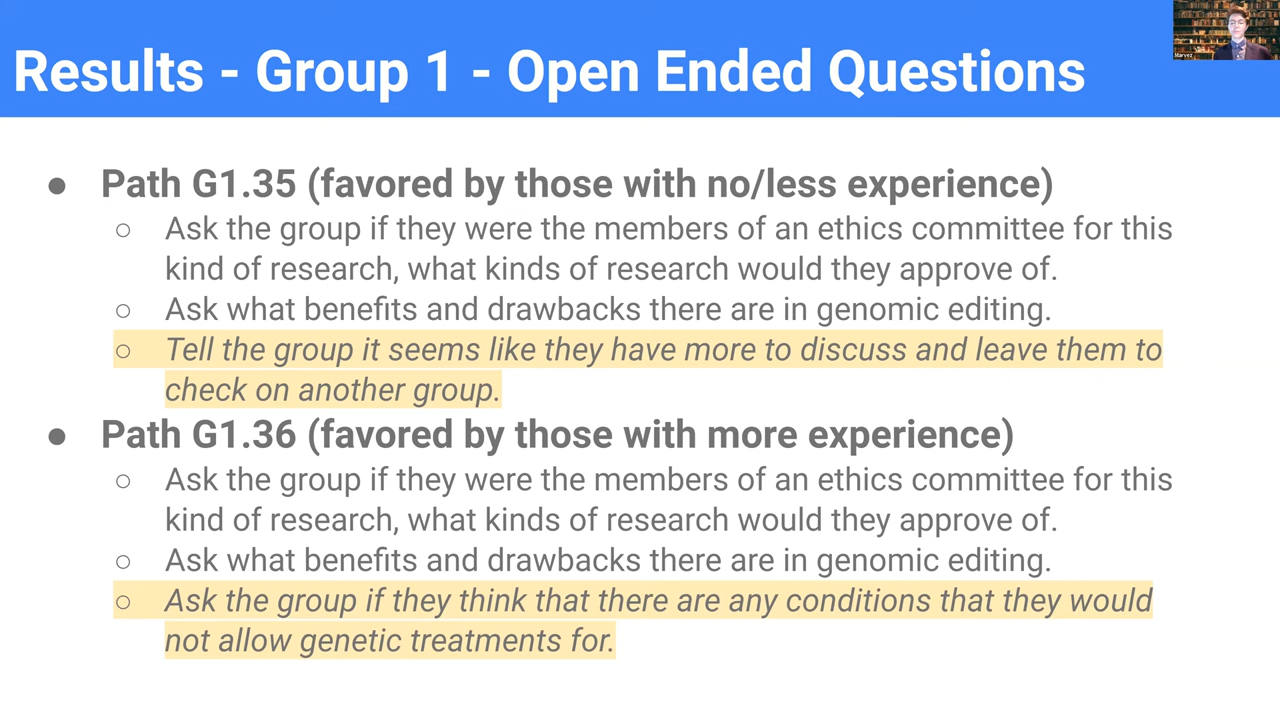 Results - Group 1 - Open Ended Questions
Marvez
● Path G1.35 (favored by those with no/less experience)
○ Ask the group if they were the members of an ethics committee for this
kind of research, what kinds of research would they approve of.
○ Ask what benefits and drawbacks there are in genomic editing.
○ Tell the group it seems like they have more to discuss and leave them to
check on another group.
● Path G1.36 (favored by those with more experience)
○ Ask the group if they were the members of an ethics committee for this
kind of research, what kinds of research would they approve of.
○ Ask what benefits and drawbacks there are in genomic editing.
○ Ask the group if they think that there are any conditions that they would
not allow genetic treatments for.